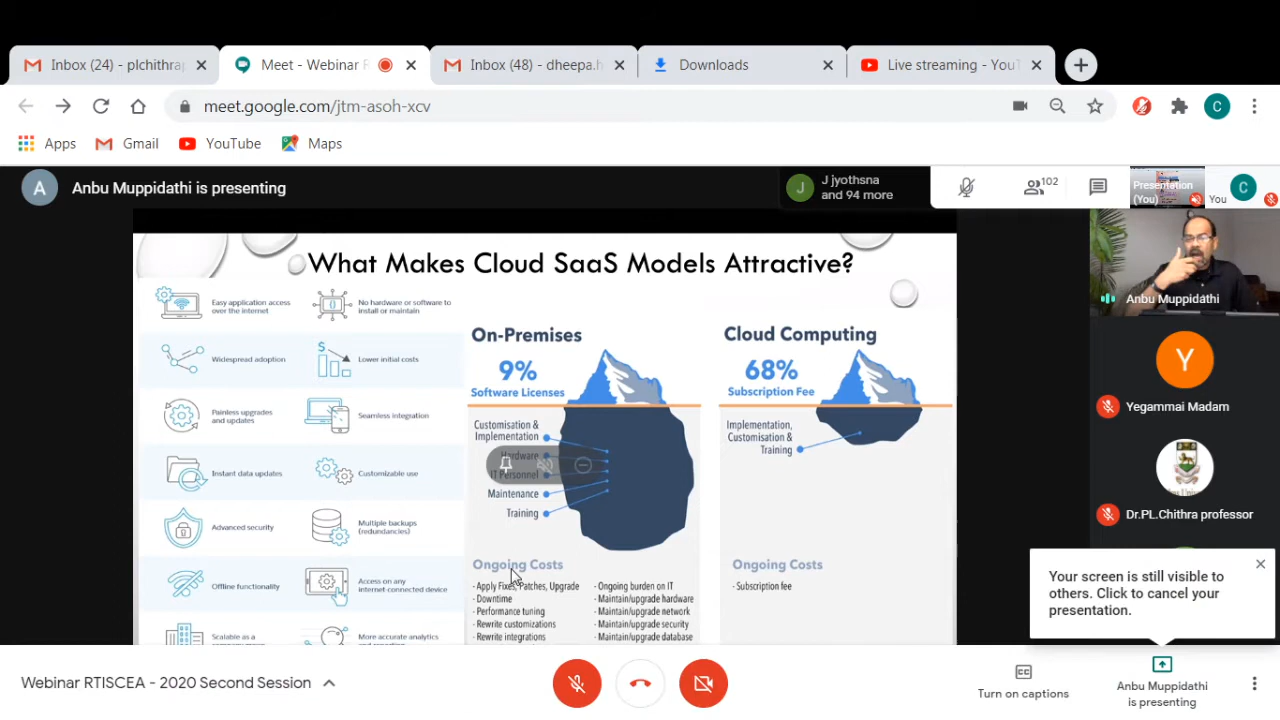 Inbox (24) - plchithrap
Meet - Webinar R
Inbox (48) - dheepa.h
Downloads
Live streaming - YouT
meet.google.com/jtm-asoh-xcv
C
Apps
Gmail
YouTube
Maps
A
Anbu Muppidathi is presenting
J
J jyothsna
and 94 more
102
Presentation
(You)
You
C
What Makes Cloud SaaS Models Attractive?
Easy application access
over the internet
No hardware or software to
install or maintain
Widespread adoption
Lower initial costs
Painless upgrades
and updates
Seamless integration
Instant data updates
Customizable use
Advanced security
Multiple backups
(redundancies)
Offline functionality
Access on any
internet-connected device
Scalable as a
More accurate analytics
On-Premises
9%
Software Licenses
Customisation &
Implementation
Hardware
IT Personnel
Maintenance
Training
Ongoing Costs
- Apply Fixes, Patches, Upgrade
- Downtime
- Performance tuning
- Rewrite customizations
- Rewrite integrations
- Ongoing burden on IT
- Maintain/upgrade hardware
- Maintain/upgrade network
- Maintain/upgrade security
- Maintain/upgrade database
Cloud Computing
68%
Subscription Fee
Implementation,
Customisation &
Training
Ongoing Costs
- Subscription fee
Anbu Muppidathi
Y
Yegammai Madam
Dr.PL.Chithra professor
Your screen is still visible to
others. Click to cancel your
presentation.
Webinar RTISCEA - 2020 Second Session
CC
Turn on captions
Anbu Muppidathi
is presenting